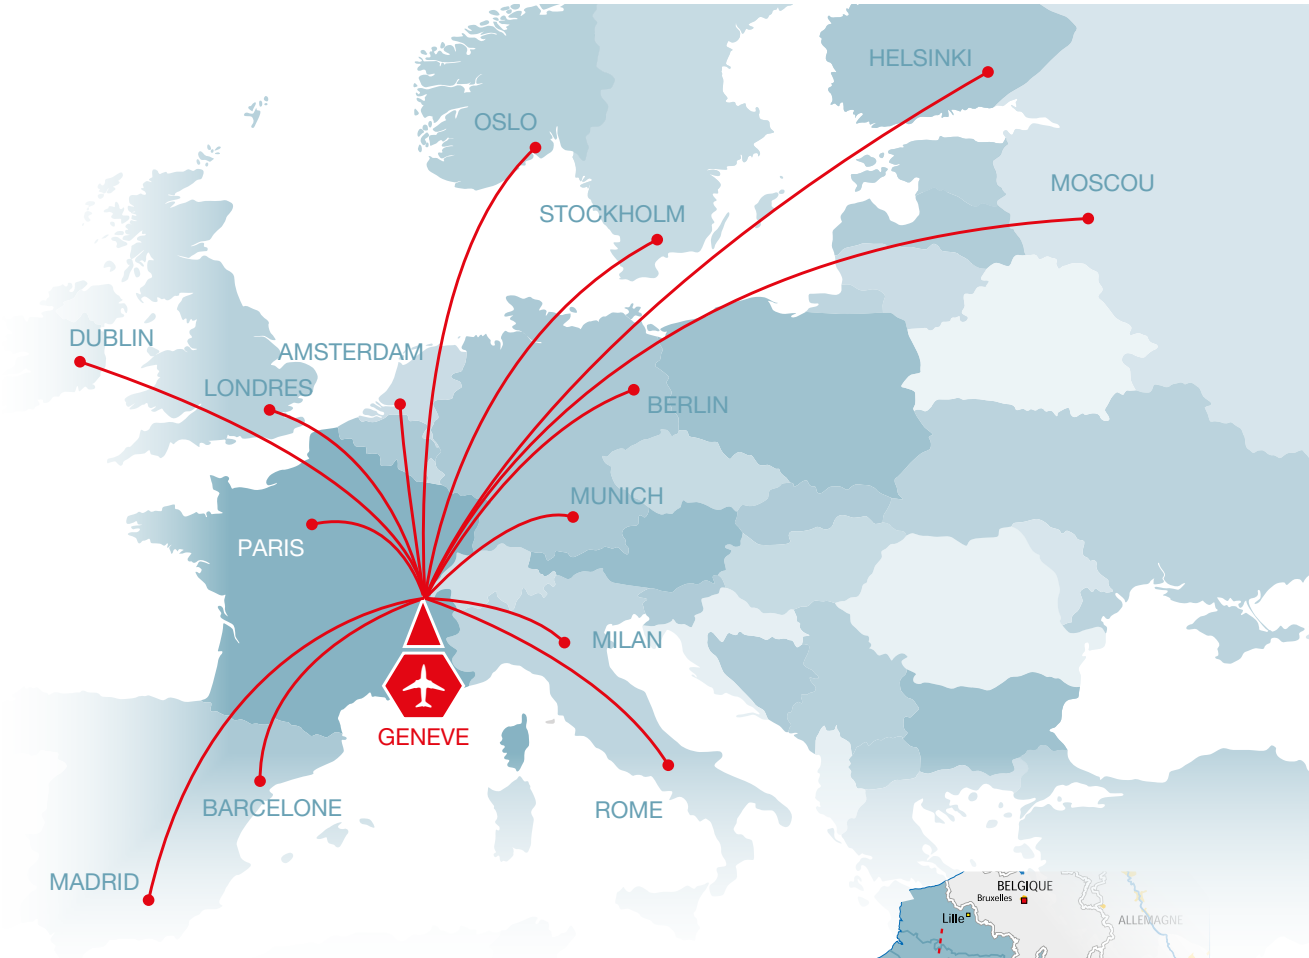 HELSINKI
OSLO
MOSCOU
STOCKHOLM
DUBLIN
AMSTERDAM
LONDRES
BERLIN
MUNICH
PARIS
MILAN
GENEVE
BARCELONE
ROME
MADRID
BELGIQUE
Bruxelles
Lille
ALLEMAGNE